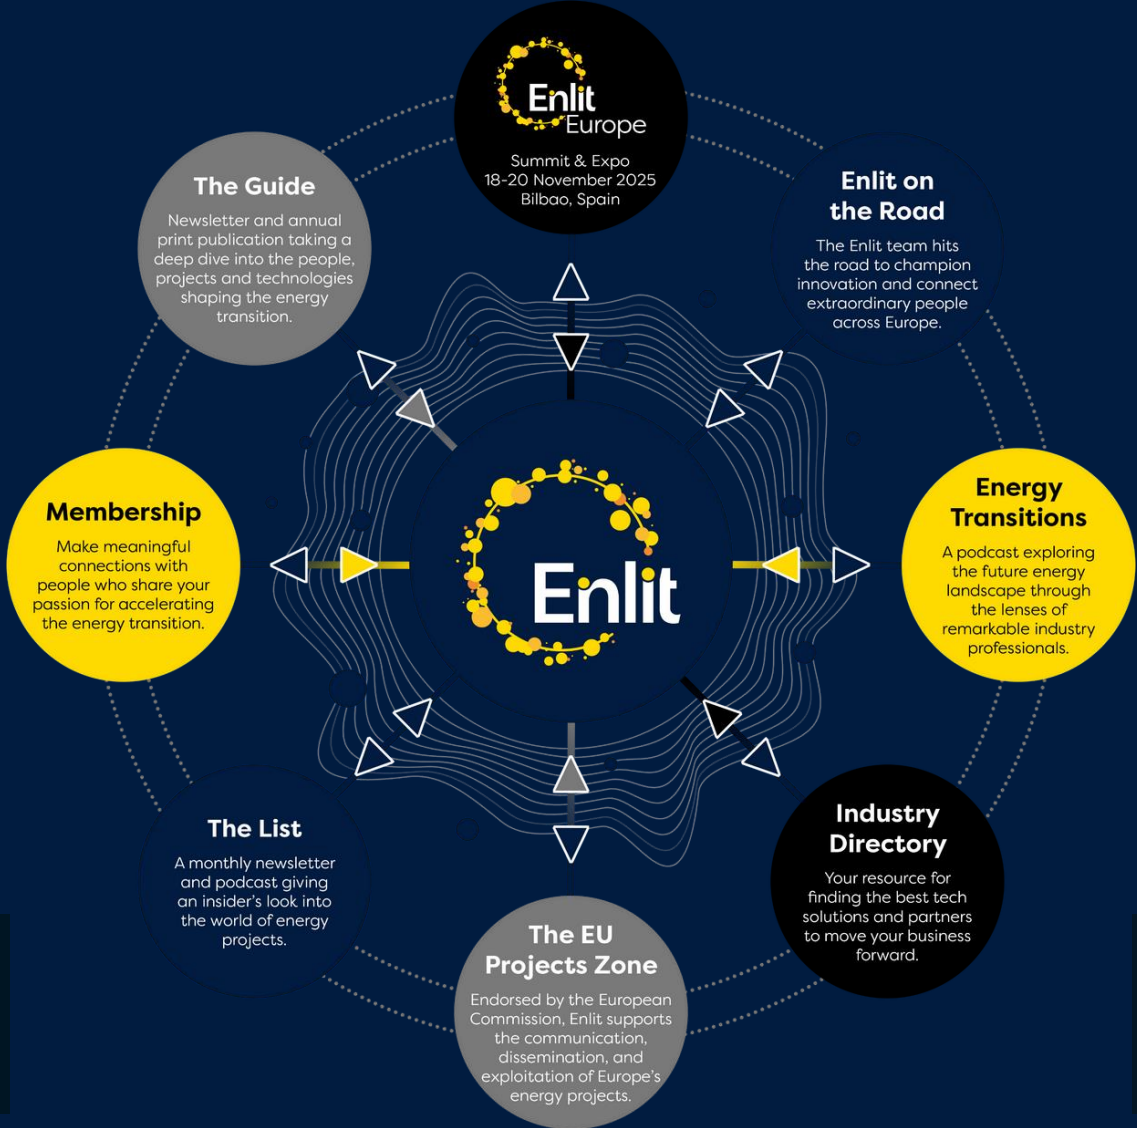 Enlit
Europe
Summit & Expo
18-20 November 2025
Bilbao, Spain
The Guide
Newsletter and annual
print publication taking a
deep dive into the people,
projects and technologies
shaping the energy
transition.
Enlit on
the Road
The Enlit team hits
the road to champion
innovation and connect
extraordinary people
across Europe.
Membership
Make meaningful
connections with
people who share your
passion for accelerating
the energy transition.
Enlit
Energy
Transitions
A podcast exploring
the future energy
landscape through
the lenses of
remarkable industry
professionals.
The List
A monthly newsletter
and podcast giving
an insider's look into
the world of energy
projects.
Industry
Directory
Your resource for
finding the best tech
solutions and partners
to move your business
forward.
The EU
Projects Zone
Endorsed by the European
Commission, Enlit supports
the communication,
dissemination, and
exploitation of Europe's
energy projects.